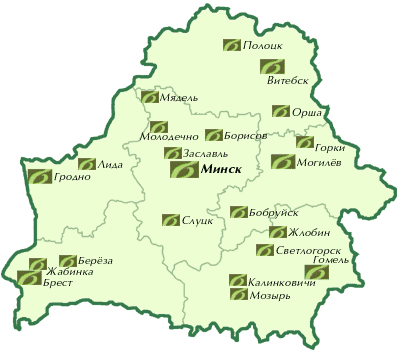 Полоцк
Витебск
Мядель
Орша
Молодечно
Борисов
Горки
Заславль
Могилёв
Лида
Минск
Гродно
Бобруйск
Слуцк
Жлобин
Светлогорск
Берёза
Гомель
Жабинка
Брест
Калинковичи
Мозырь